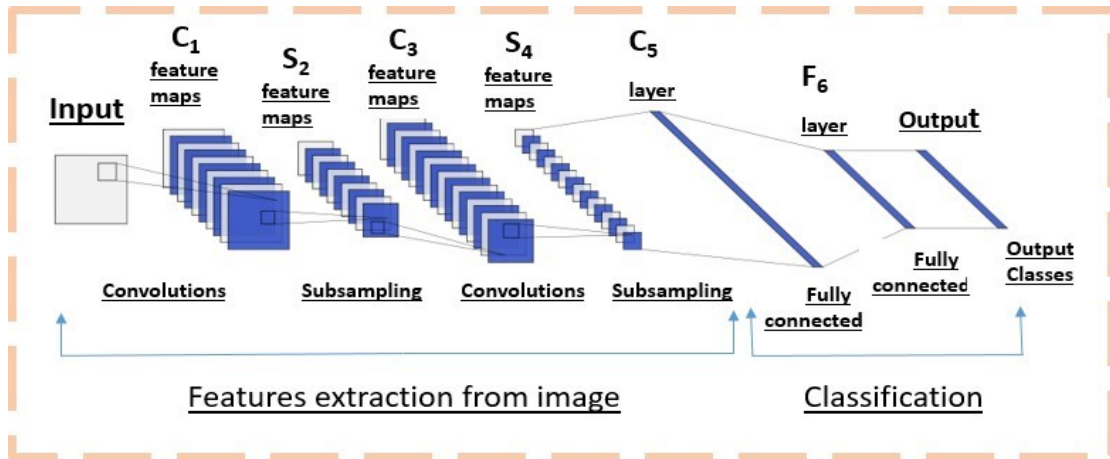 Input
C1
feature
maps
S2
feature
maps
C3
feature
maps
S4
feature
maps
C5
layer
F6
layer
Output
Convolutions
Subsampling
Convolutions
Subsampling
Fully
connected
Fully
connected
Output
Classes
Features extraction from image
Classification